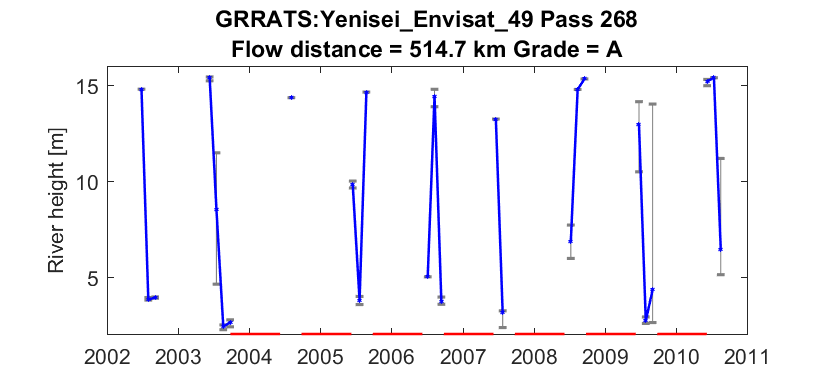 GRRATS:Yenisei_Envisat_49 Pass 268
Flow distance = 514.7 km Grade = A
River height [m]
15
10
5
2002 2003 2004 2005 2006 2007 2008 2009 2010 2011